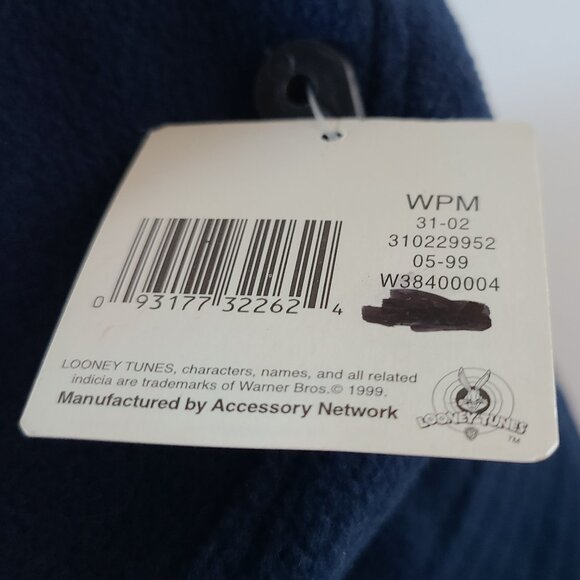 WPM
31-02
310229952
05-99
W38400004
0 93177 32262 4
LOONEY TUNES, characters, names, and all related
indicia are trademarks of Warner Bros.© 1999.
Manufactured by Accessory Network
LOONEY TUNES
TM